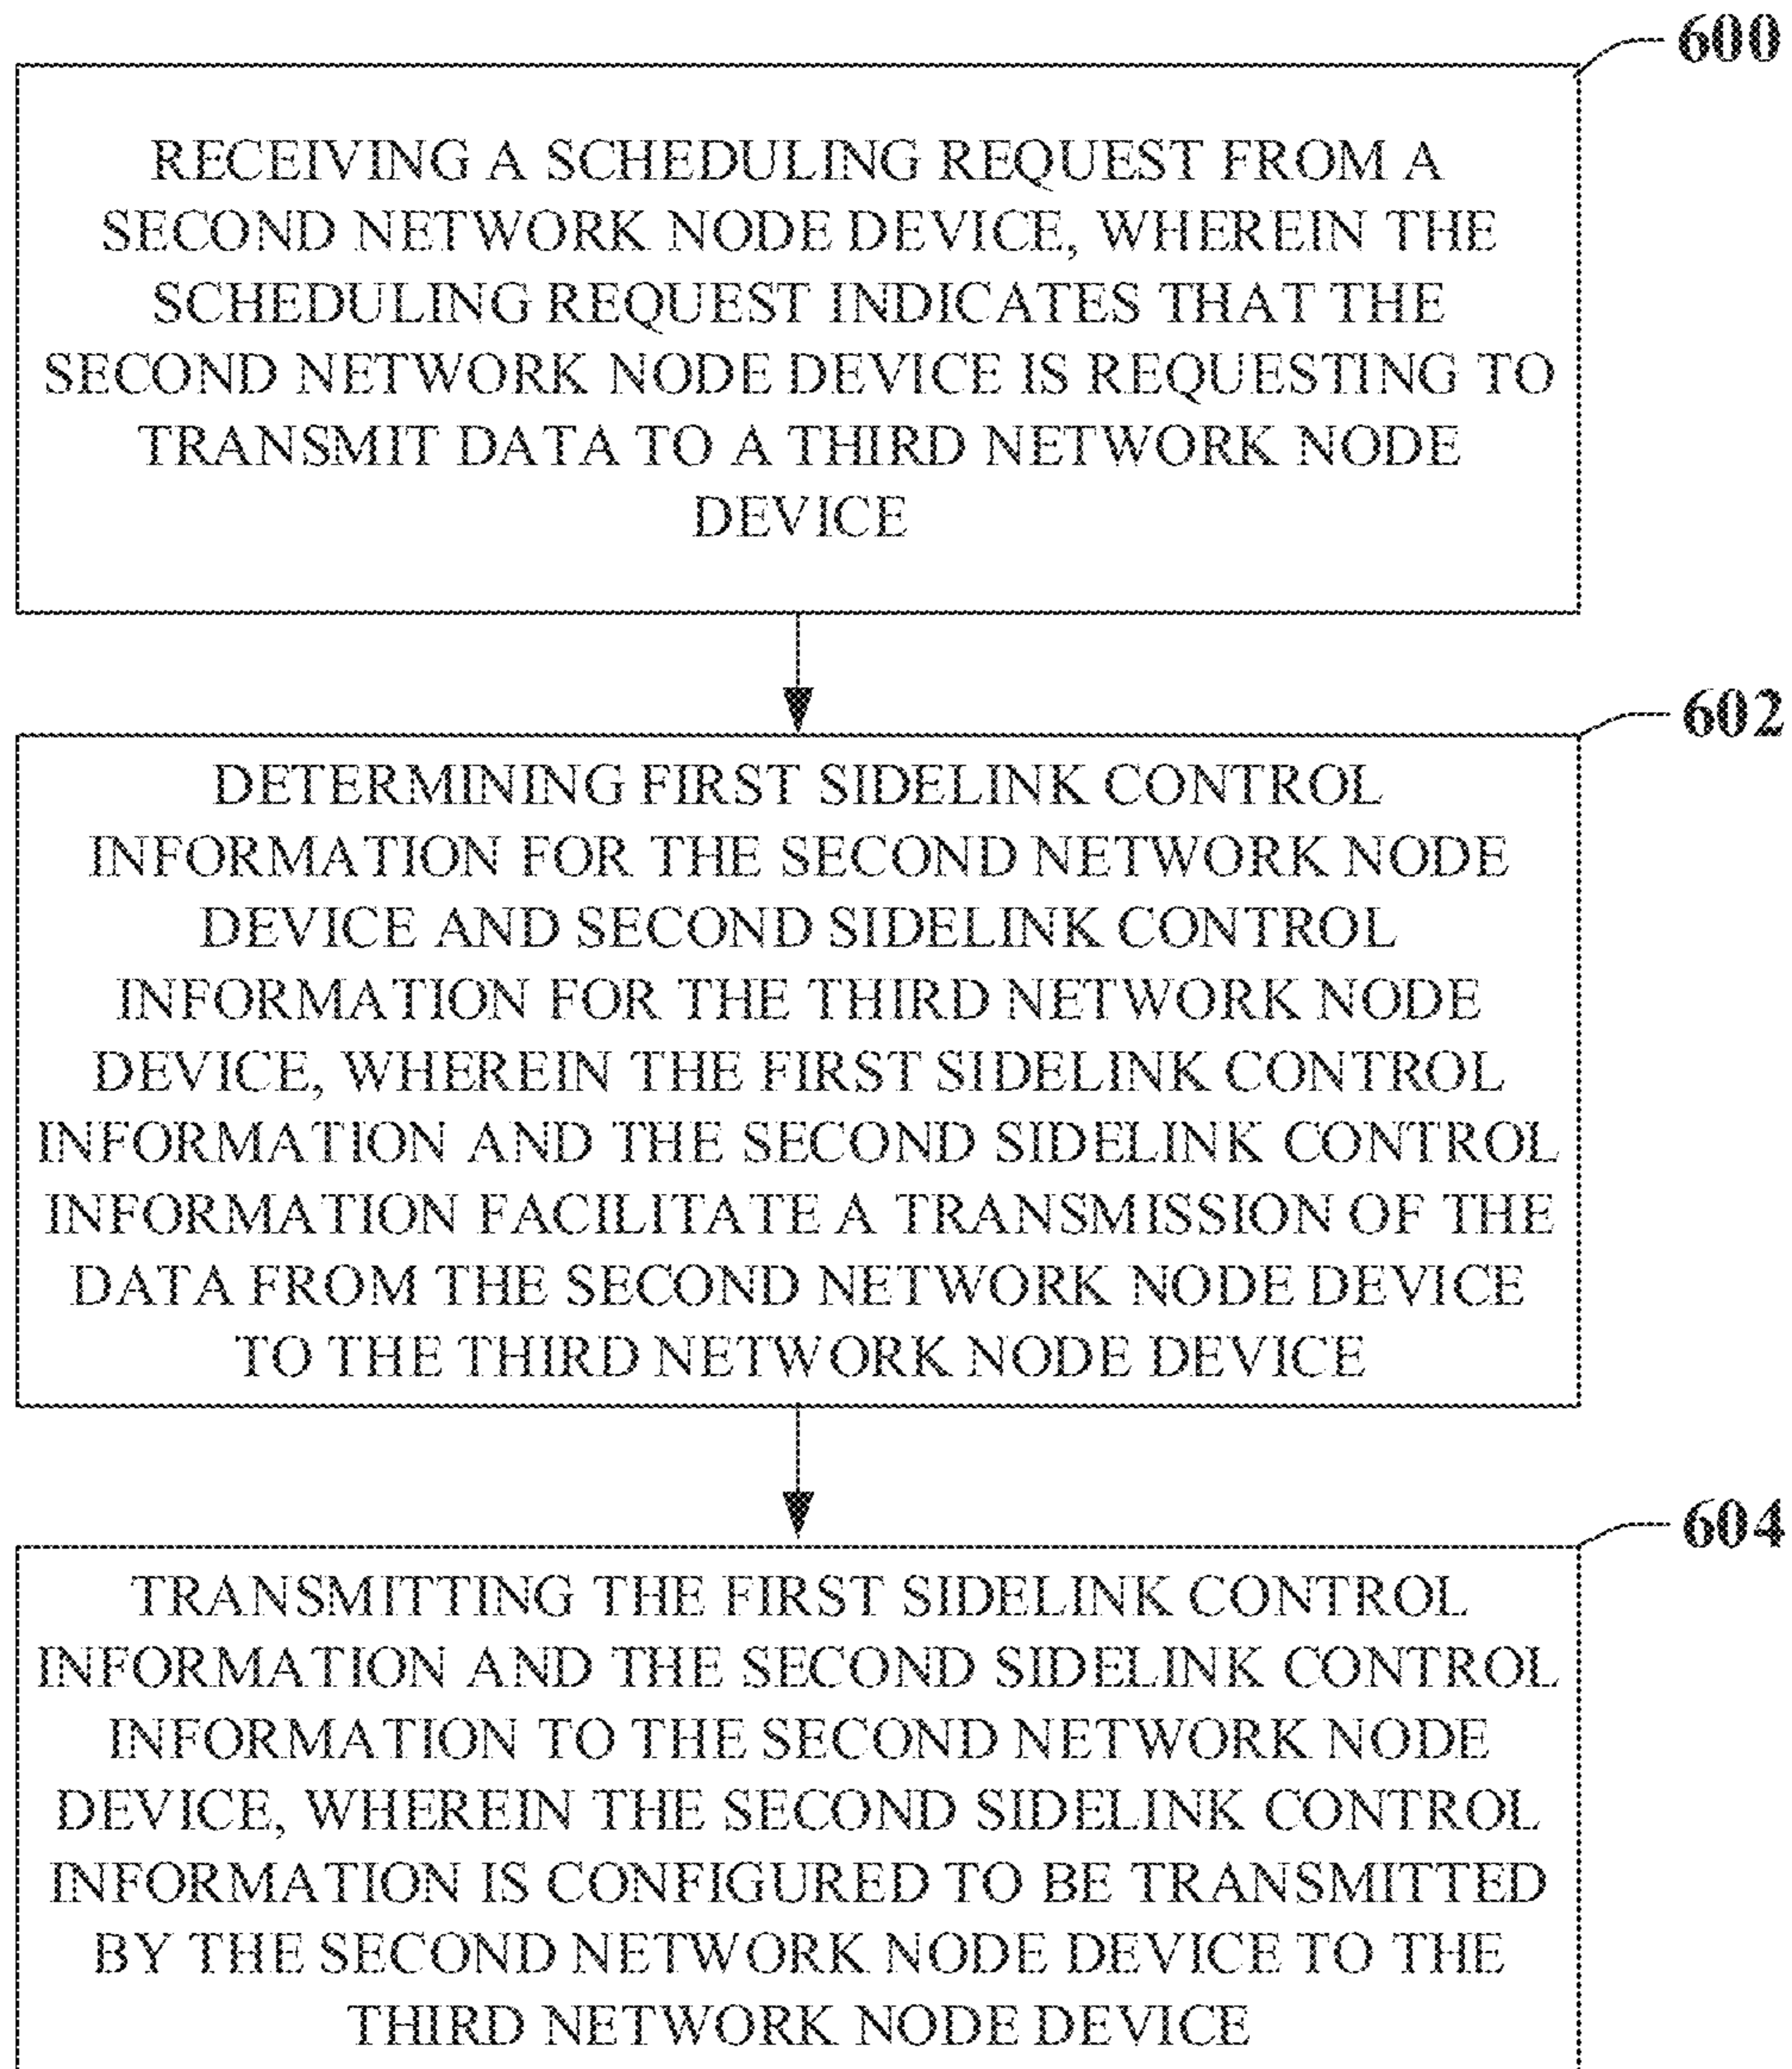 600
RECEIVING A SCHEDULING REQUEST FROM A
SECOND NETWORK NODE DEVICE, WHEREIN THE
SCHEDULING REQUEST INDICATES THAT THE
SECOND NETWORK NODE DEVICE IS REQUESTING TO
TRANSMIT DATA TO A THIRD NETWORK NODE
DEVICE
602
DETERMINING FIRST SIDELINK CONTROL
INFORMATION FOR THE SECOND NETWORK NODE
DEVICE AND SECOND SIDELINK CONTROL
INFORMATION FOR THE THIRD NETWORK NODE
DEVICE, WHEREIN THE FIRST SIDELINK CONTROL
INFORMATION AND THE SECOND SIDELINK CONTROL
INFORMATION FACILITATE A TRANSMISSION OF THE
DATA FROM THE SECOND NETWORK NODE DEVICE
TO THE THIRD NETWORK NODE DEVICE
604
TRANSMITTING THE FIRST SIDELINK CONTROL
INFORMATION AND THE SECOND SIDELINK CONTROL
INFORMATION TO THE SECOND NETWORK NODE
DEVICE, WHEREIN THE SECOND SIDELINK CONTROL
INFORMATION IS CONFIGURED TO BE TRANSMITTED
BY THE SECOND NETWORK NODE DEVICE TO THE
THIRD NETWORK NODE DEVICE